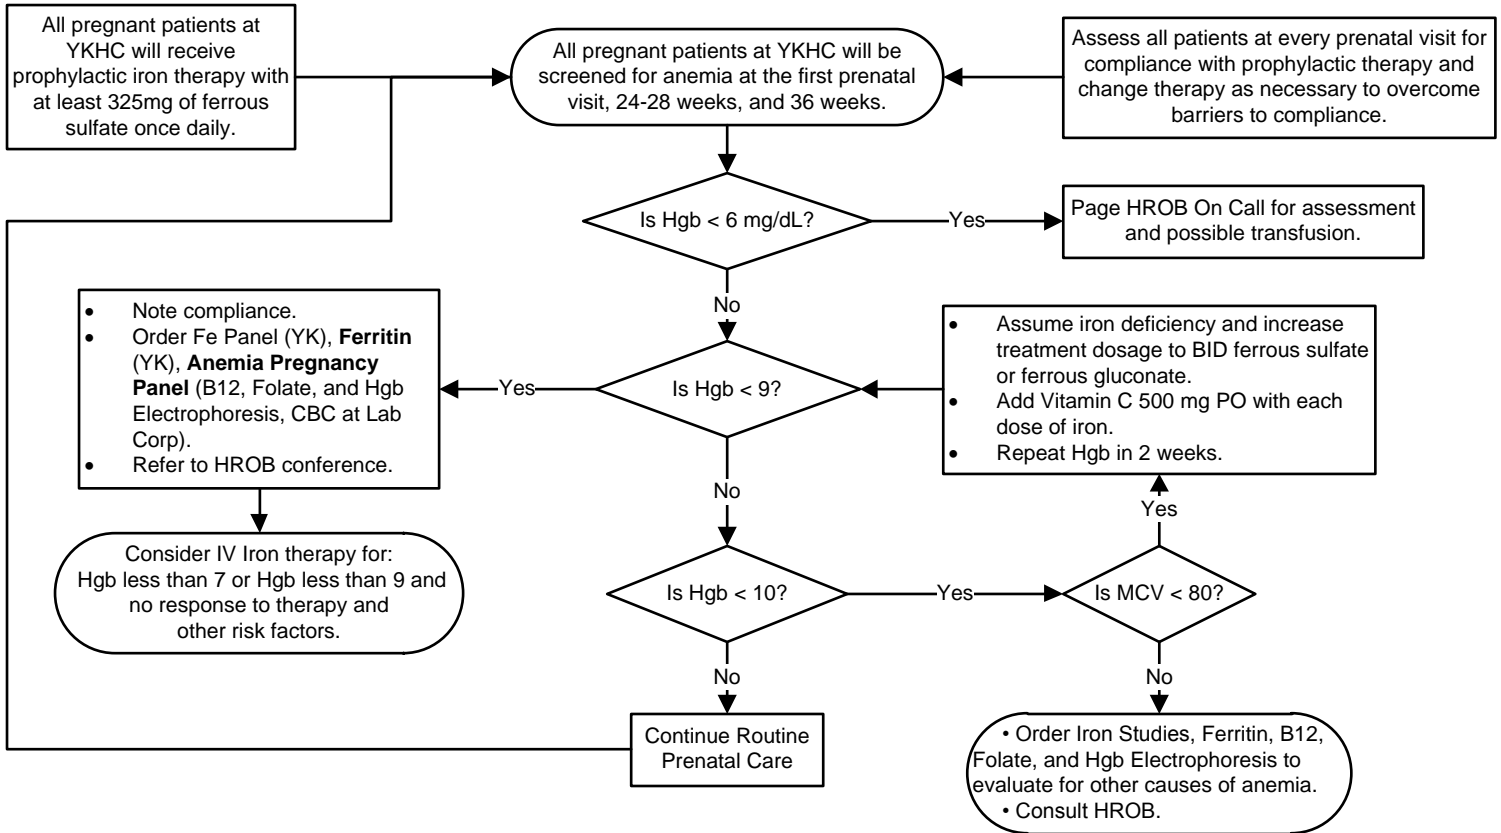 All pregnant patients at
YKHC will receive
prophylactic iron therapy with
at least 325mg of ferrous
sulfate once daily.
All pregnant patients at YKHC will be
screened for anemia at the first prenatal
visit, 24-28 weeks, and 36 weeks.
Assess all patients at every prenatal visit for
compliance with prophylactic therapy and
change therapy as necessary to overcome
barriers to compliance.
Is Hgb < 6 mg/dL?
Yes
Page HROB On Call for assessment
and possible transfusion.
No
• Note compliance.
• Order Fe Panel (YK), Ferritin
(YK), Anemia Pregnancy
Panel (B12, Folate, and Hgb
Electrophoresis, CBC at Lab
Corp).
• Refer to HROB conference.
Yes
Is Hgb < 9?
• Assume iron deficiency and increase
treatment dosage to BID ferrous sulfate
or ferrous gluconate.
• Add Vitamin C 500 mg PO with each
dose of iron.
• Repeat Hgb in 2 weeks.
No
Yes
Consider IV Iron therapy for:
Hgb less than 7 or Hgb less than 9 and
no response to therapy and
other risk factors.
Is Hgb < 10?
Yes
Is MCV < 80?
No
No
Continue Routine
Prenatal Care
• Order Iron Studies, Ferritin, B12,
Folate, and Hgb Electrophoresis to
evaluate for other causes of anemia.
• Consult HROB.